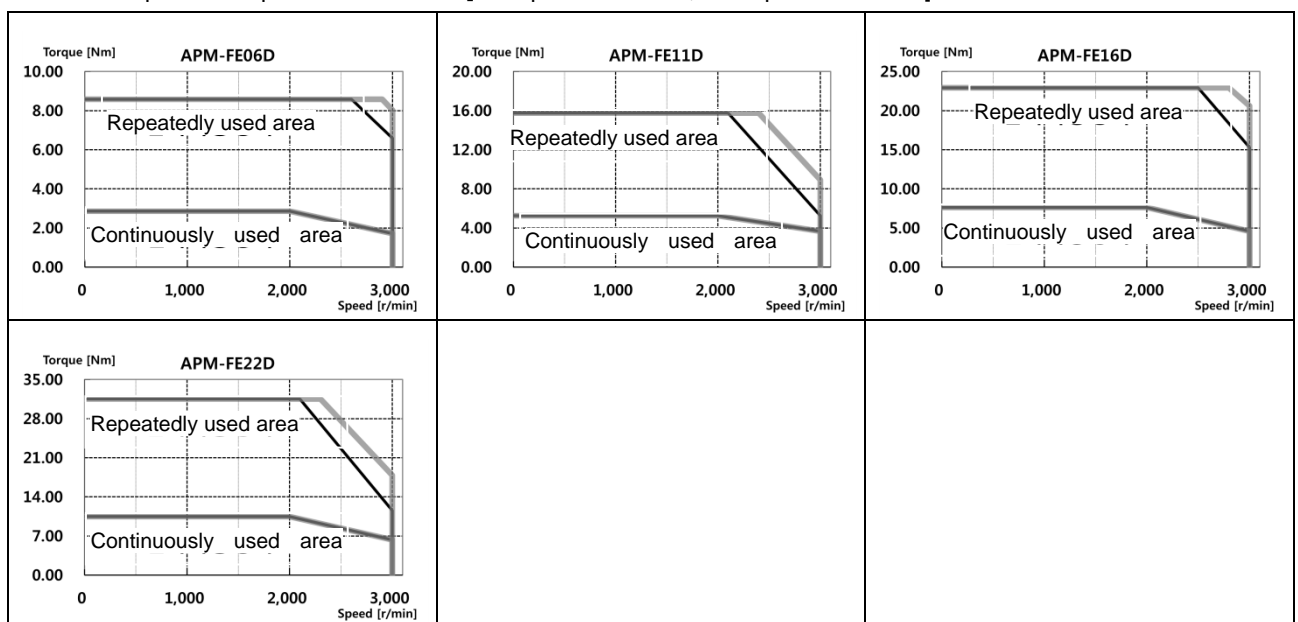 Torque [Nm] APM-FE06D
10.00
8.00
6.00
4.00
2.00
0.00
Repeatedly used area
Continuously used area
0 1,000 2,000 3,000
Speed [r/min]
Torque [Nm] APM-FE11D
20.00
16.00
12.00
8.00
4.00
0.00
Repeatedly used area
Continuously used area
0 1,000 2,000 3,000
Speed [r/min]
Torque [Nm] APM-FE16D
25.00
20.00
15.00
10.00
5.00
0.00
Repeatedly used area
Continuously used area
0 1,000 2,000 3,000
Speed [r/min]
Torque [Nm] APM-FE22D
35.00
28.00
21.00
14.00
7.00
0.00
Repeatedly used area
Continuously used area
0 1,000 2,000 3,000
Speed [r/min]